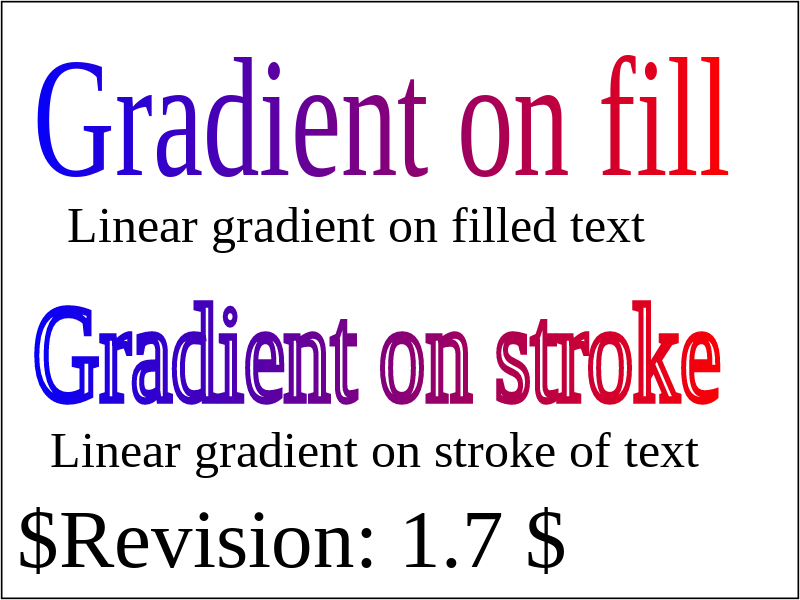 Gradient on fill
Linear gradient on filled text
Gradient on stroke
Linear gradient on stroke of text
$Revision: 1.7 $